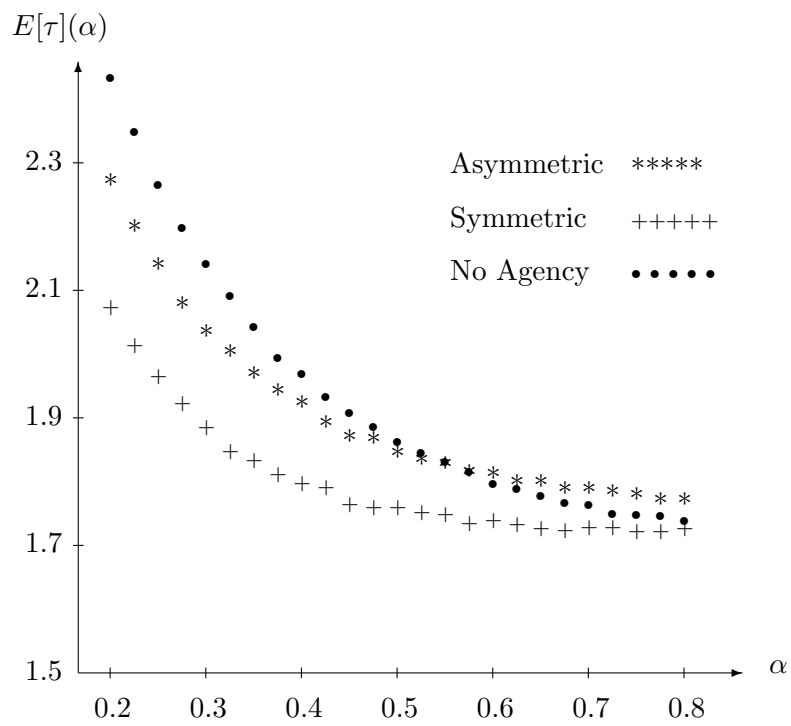 E[τ](α)
2.3
2.1
1.9
1.7
1.5
Asymmetric *****
Symmetric +++++
No Agency •••••
0.2 0.3 0.4 0.5 0.6 0.7 0.8
α